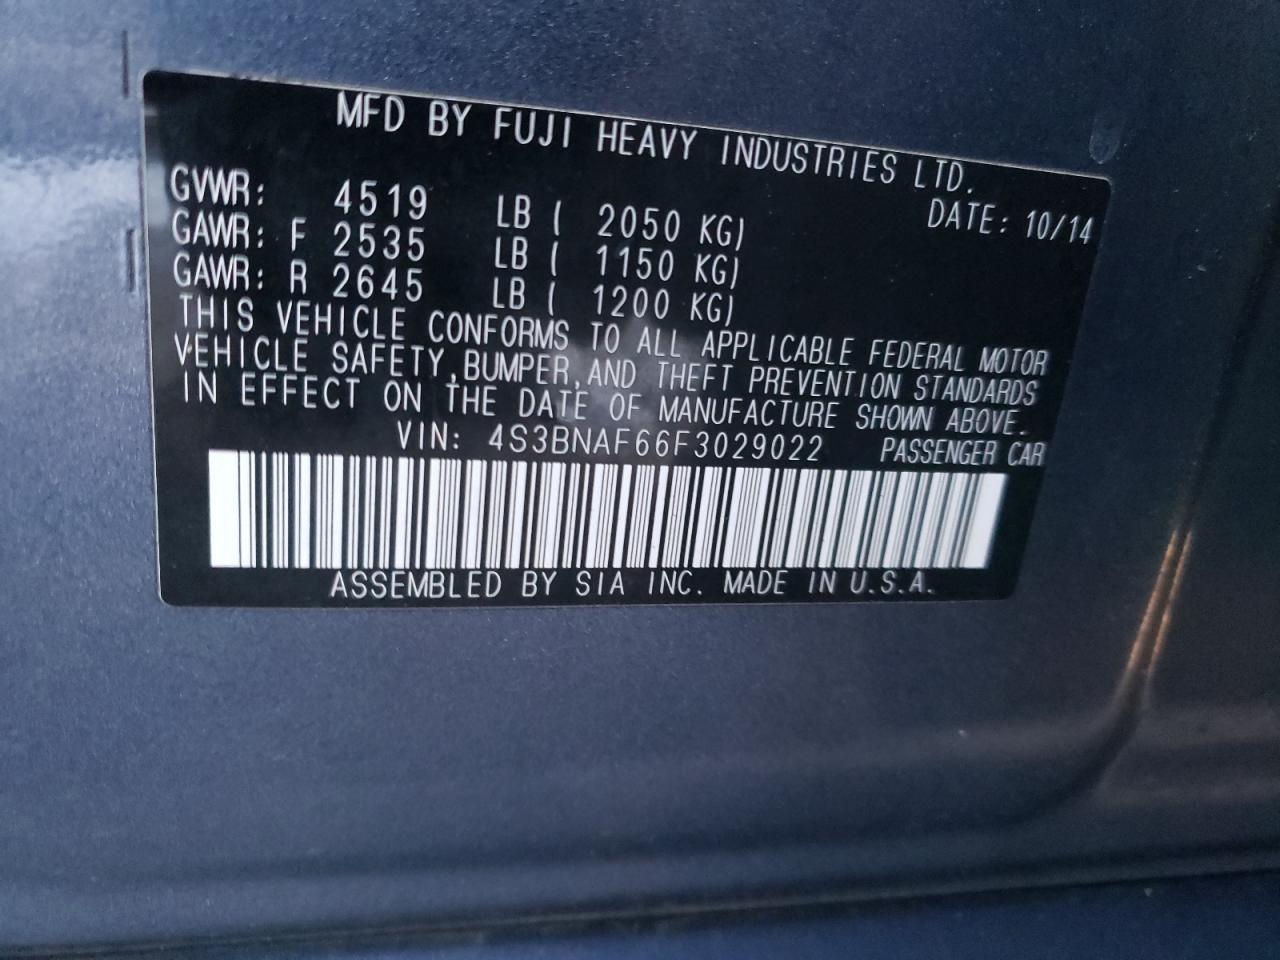 MFD BY FUJI HEAVY INDUSTRIES LTD.
DATE: 10/14
GVWR: 4519 LB ( 2050 KG)
GAWR: F 2535 LB ( 1150 KG)
GAWR: R 2645 LB ( 1200 KG)
THIS VEHICLE CONFORMS TO ALL APPLICABLE FEDERAL MOTOR
VEHICLE SAFETY, BUMPER, AND THEFT PREVENTION STANDARDS
IN EFFECT ON THE DATE OF MANUFACTURE SHOWN ABOVE.
VIN: 4S3BNAF66F3029022 PASSENGER CAR
ASSEMBLED BY SIA INC. MADE IN U.S.A.